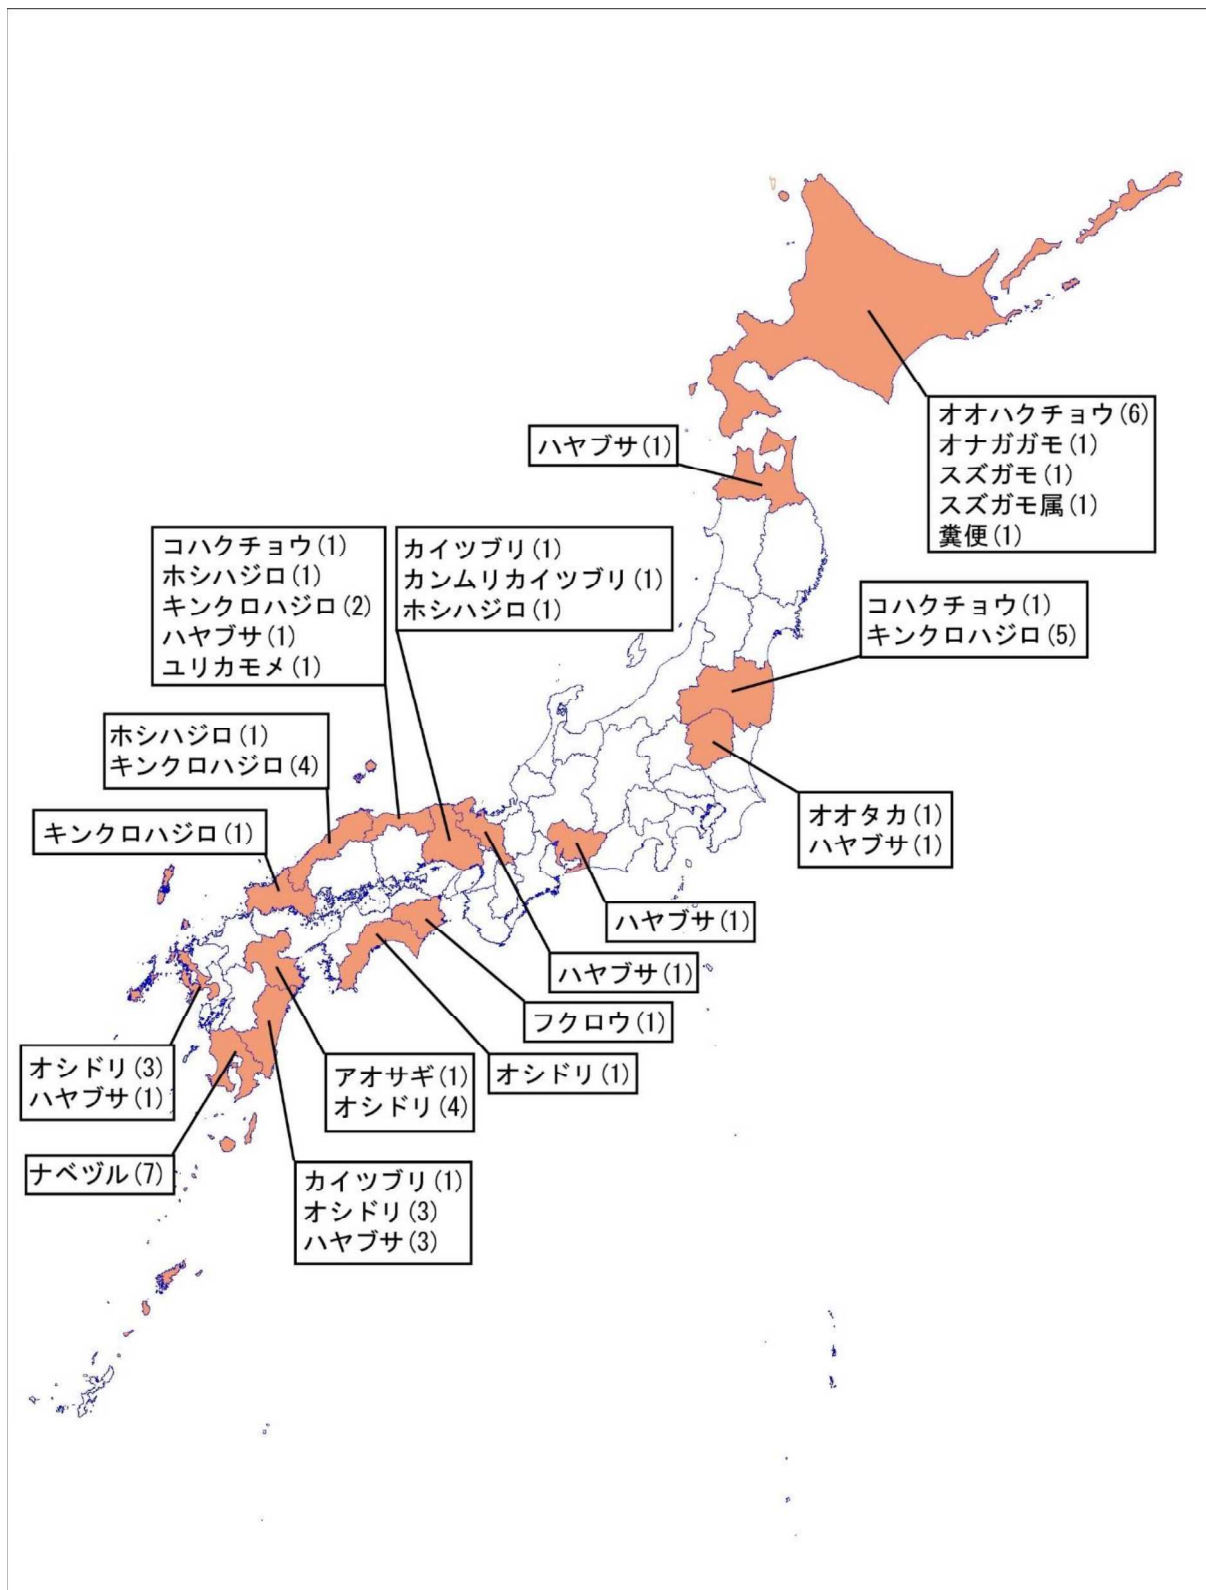 オオハクチョウ(6)
オナガガモ(1)
スズガモ(1)
スズガモ属(1)
糞便(1)
ハヤブサ(1)
コハクチョウ(1)
ホシハジロ(1)
キンクロハジロ(2)
ハヤブサ(1)
ユリカモメ(1)
カイツブリ(1)
カンムリカイツブリ(1)
ホシハジロ(1)
コハクチョウ(1)
キンクロハジロ(5)
ホシハジロ(1)
キンクロハジロ(4)
オオタカ(1)
ハヤブサ(1)
キンクロハジロ(1)
ハヤブサ(1)
ハヤブサ(1)
フクロウ(1)
オシドリ(3)
ハヤブサ(1)
アオサギ(1)
オシドリ(4)
オシドリ(1)
ナベヅル(7)
カイツブリ(1)
オシドリ(3)
ハヤブサ(3)